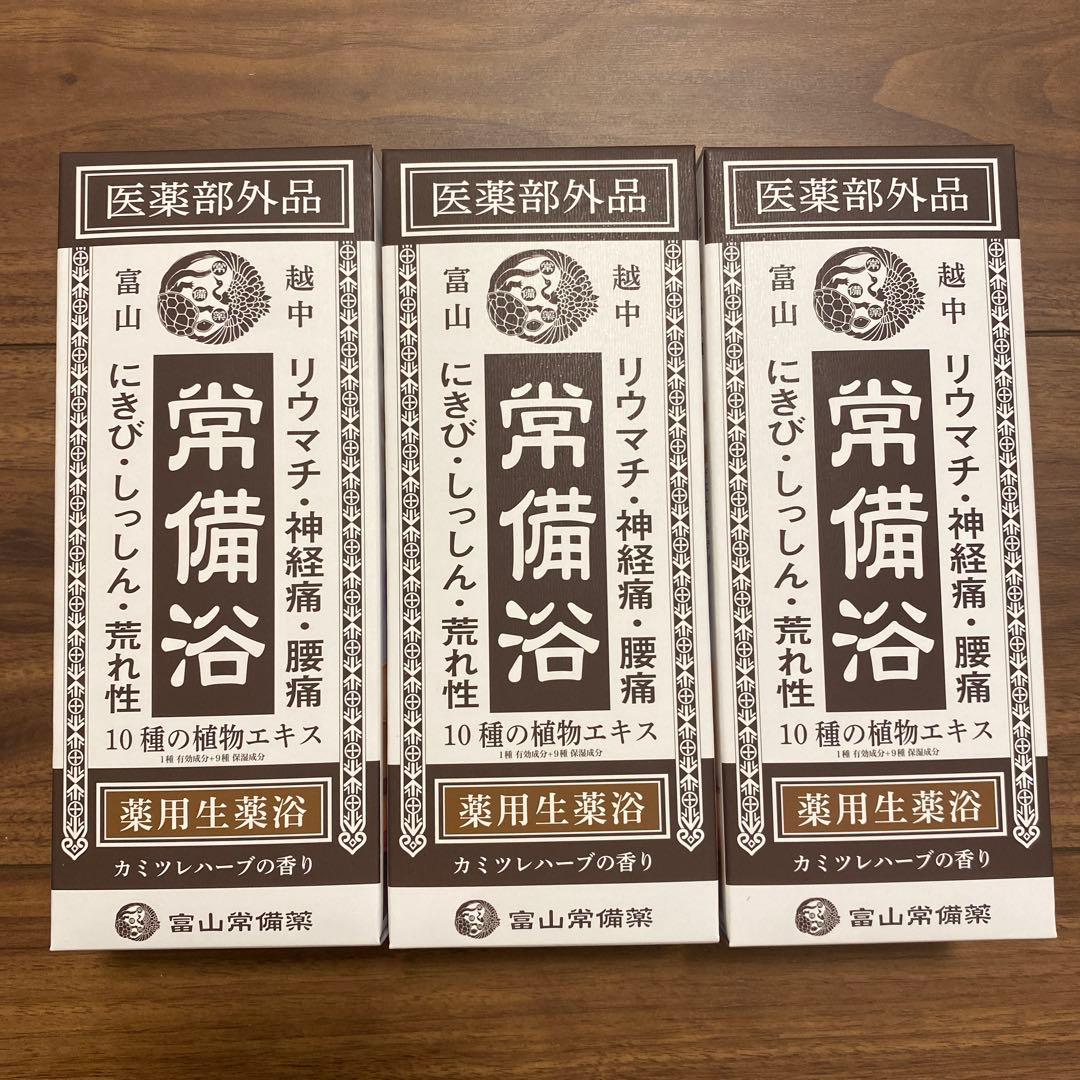 医薬部外品
越中
富山
常
備
薬
リウマチ・神経痛・腰痛
にきび・しっしん・荒れ性
常備浴
10種の植物エキス
1種 有効成分+9種 保湿成分
薬用生薬浴
カミツレハーブの香り
富山常備薬
医薬部外品
越中
富山
常
備
薬
リウマチ・神経痛・腰痛
にきび・しっしん・荒れ性
常備浴
10種の植物エキス
1種 有効成分+9種 保湿成分
薬用生薬浴
カミツレハーブの香り
富山常備薬
医薬部外品
越中
富山
常
備
薬
リウマチ・神経痛・腰痛
にきび・しっしん・荒れ性
常備浴
10種の植物エキス
1種 有効成分+9種 保湿成分
薬用生薬浴
カミツレハーブの香り
富山常備薬